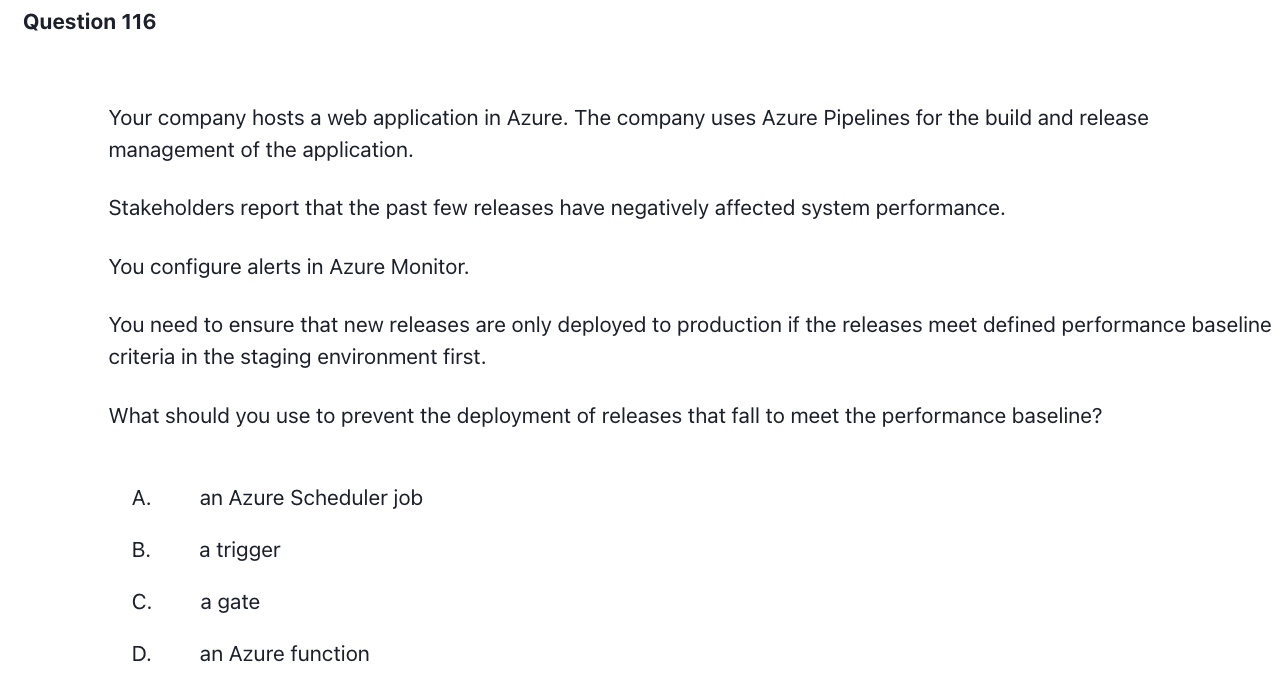 Question 116
Your company hosts a web application in Azure. The company uses Azure Pipelines for the build and release
management of the application.
Stakeholders report that the past few releases have negatively affected system performance.
You configure alerts in Azure Monitor.
You need to ensure that new releases are only deployed to production if the releases meet defined performance baseline
criteria in the staging environment first.
What should you use to prevent the deployment of releases that fall to meet the performance baseline?
A. an Azure Scheduler job
B. a trigger
C. a gate
D. an Azure function